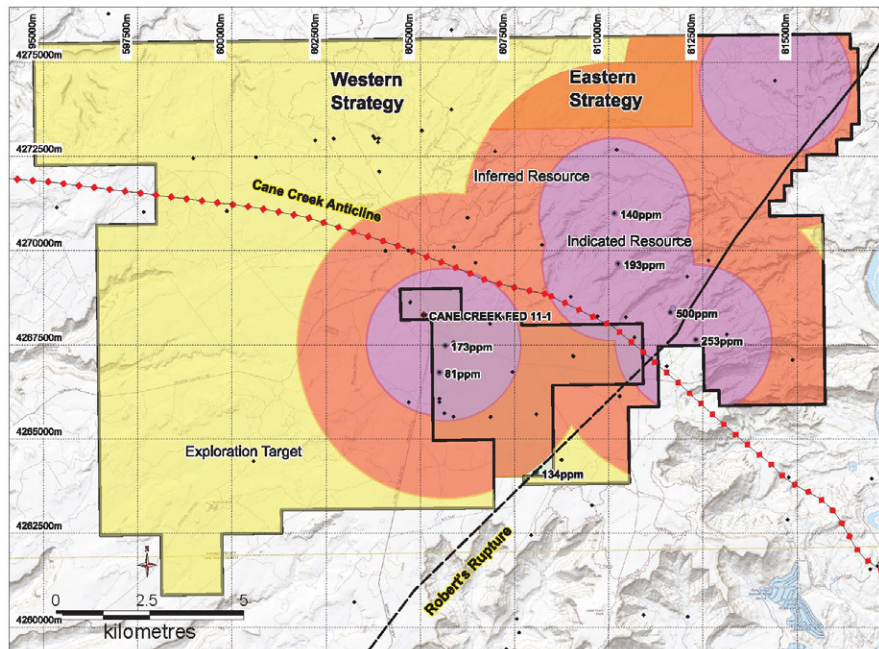 595000m
597500m
600000m
602500m
605000m
607500m
610000m
612500m
615000m
4275000m
Western
Strategy
Eastern
Strategy
4272500m
Inferred Resource
Cane Creek Anticline
140ppm
4270000m
Indicated Resource
193ppm
CANE CREEK FED 11-1
500ppm
4267500m
173ppm
253ppm
81ppm
4265000m
Exploration Target
134ppm
4262500m
N
Robert's Rupture
0
2.5
5
4260000m
kilometres